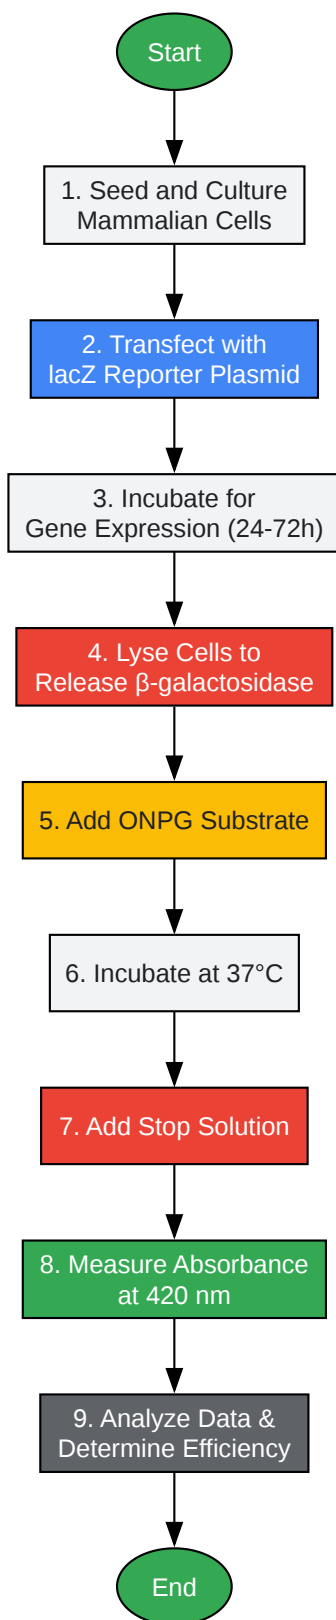 Start
1. Seed and Culture
Mammalian Cells
2. Transfect with
lacZ Reporter Plasmid
3. Incubate for
Gene Expression (24-72h)
4. Lyse Cells to
Release β-galactosidase
5. Add ONPG Substrate
6. Incubate at 37°C
7. Add Stop Solution
8. Measure Absorbance
at 420 nm
9. Analyze Data &
Determine Efficiency
End